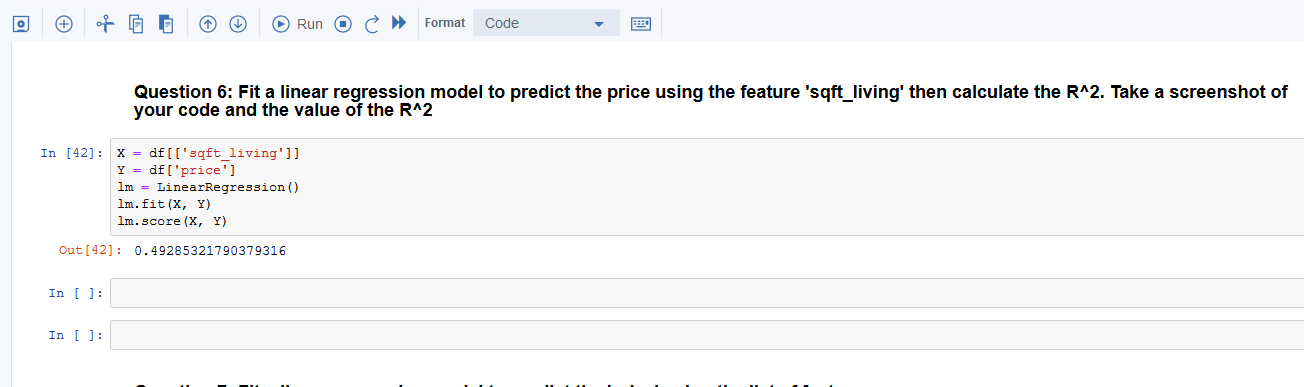 Run
Format
Code
Question 6: Fit a linear regression model to predict the price using the feature 'sqft_living' then calculate the R^2. Take a screenshot of
your code and the value of the R^2
In [42]: X = df[['sqft_living']]
Y = df['price']
lm = LinearRegression()
lm.fit(X, Y)
lm.score(X, Y)
Out[42]: 0.49285321790379316
In [ ]:
In [ ]: